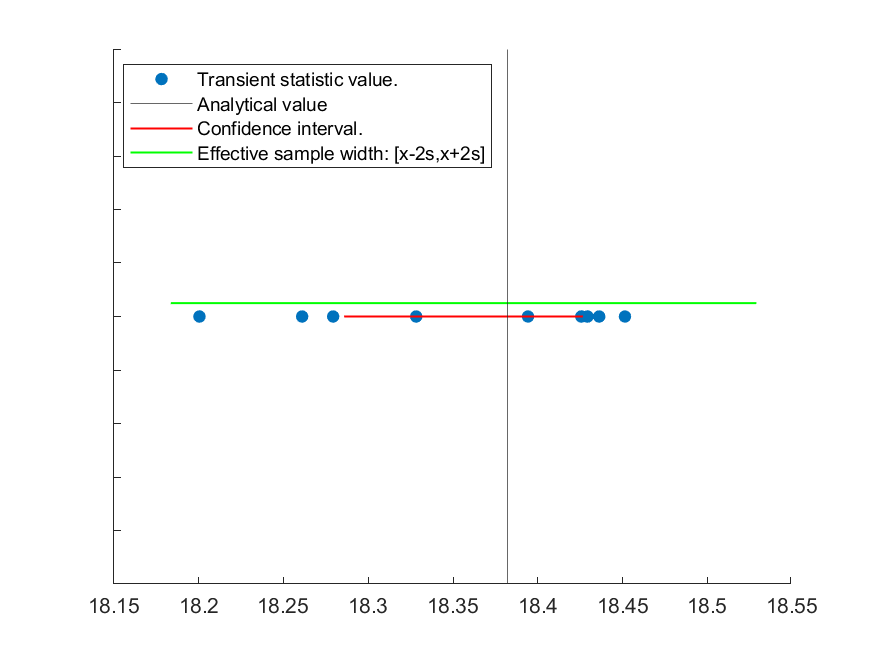 Transient statistic value.
Analytical value
Confidence interval.
Effective sample width: [x-2s,x+2s]
18.15 18.2 18.25 18.3 18.35 18.4 18.45 18.5 18.55